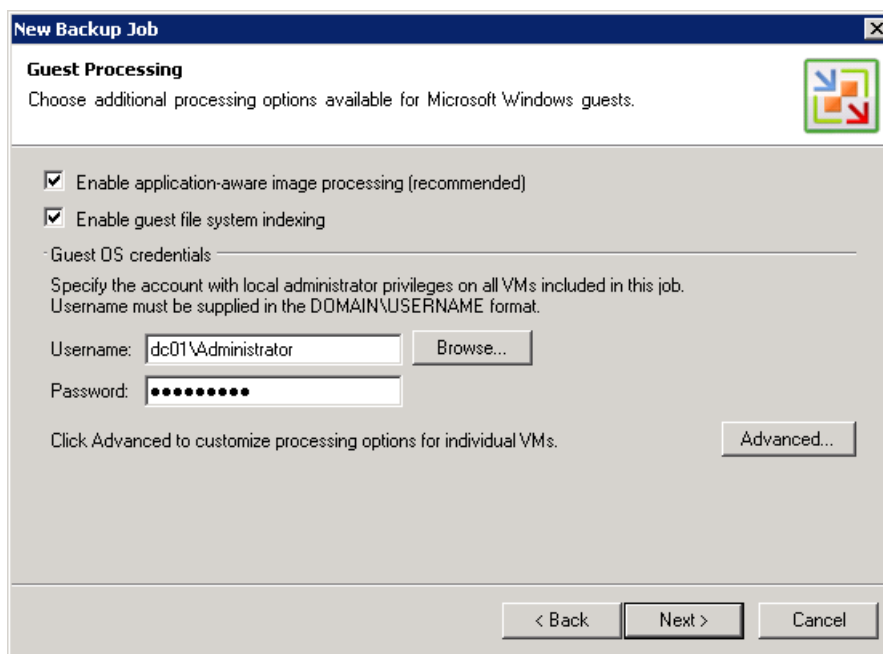 New Backup Job
Guest Processing
Choose additional processing options available for Microsoft Windows guests.
Enable application-aware image processing (recommended)
Enable guest file system indexing
Guest OS credentials
Specify the account with local administrator privileges on all VMs included in this job.
Username must be supplied in the DOMAIN\USERNAME format.
Username: dc01\Administrator Browse...
Password: ●●●●●●●●●
Click Advanced to customize processing options for individual VMs. Advanced...
< Back Next > Cancel